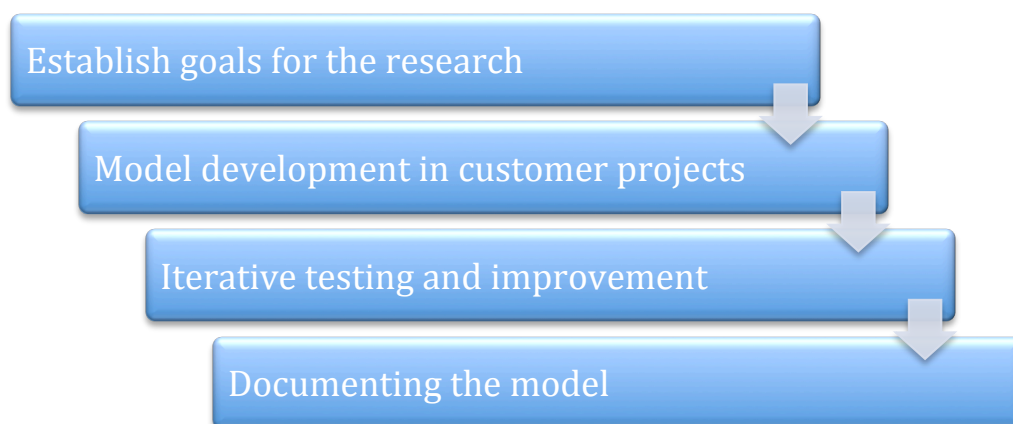 Establish goals for the research
Model development in customer projects
Iterative testing and improvement
Documenting the model